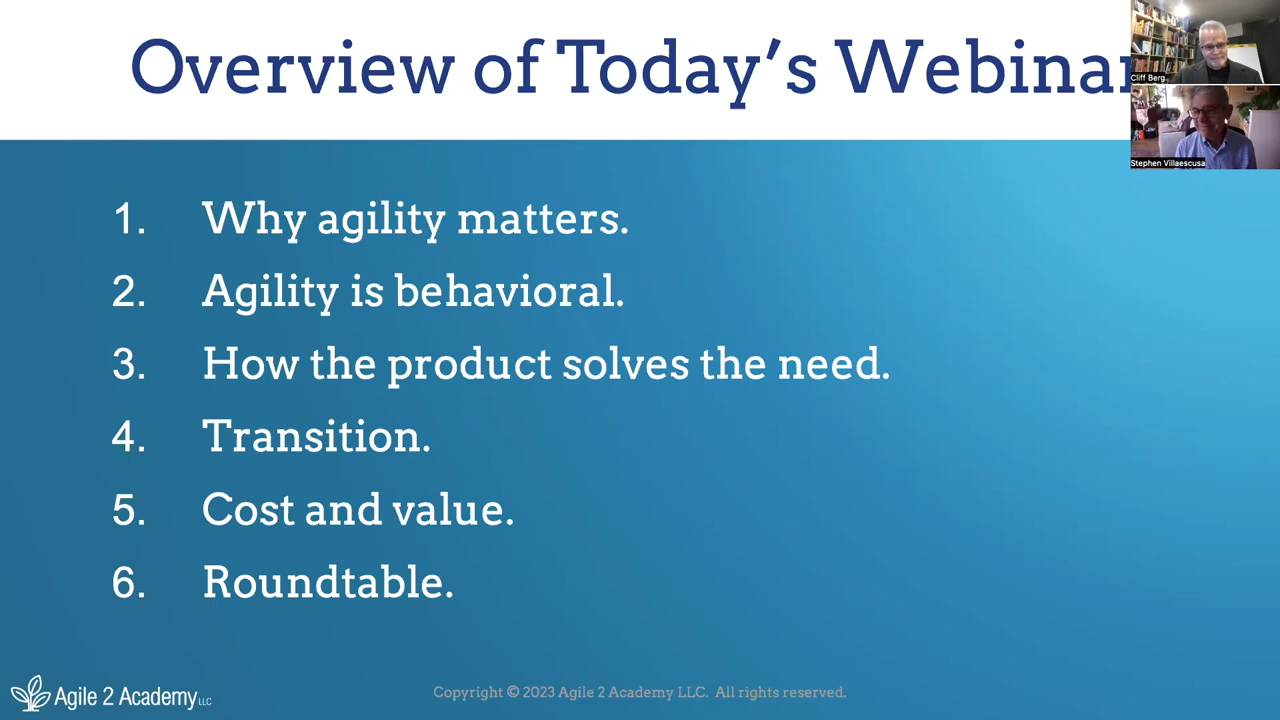 Overview of Today's Webinar
Cliff Berg
Stephen Villaescusa
1. Why agility matters.
2. Agility is behavioral.
3. How the product solves the need.
4. Transition.
5. Cost and value.
6. Roundtable.
Agile 2 Academy LLC
Copyright © 2023 Agile 2 Academy LLC. All rights reserved.